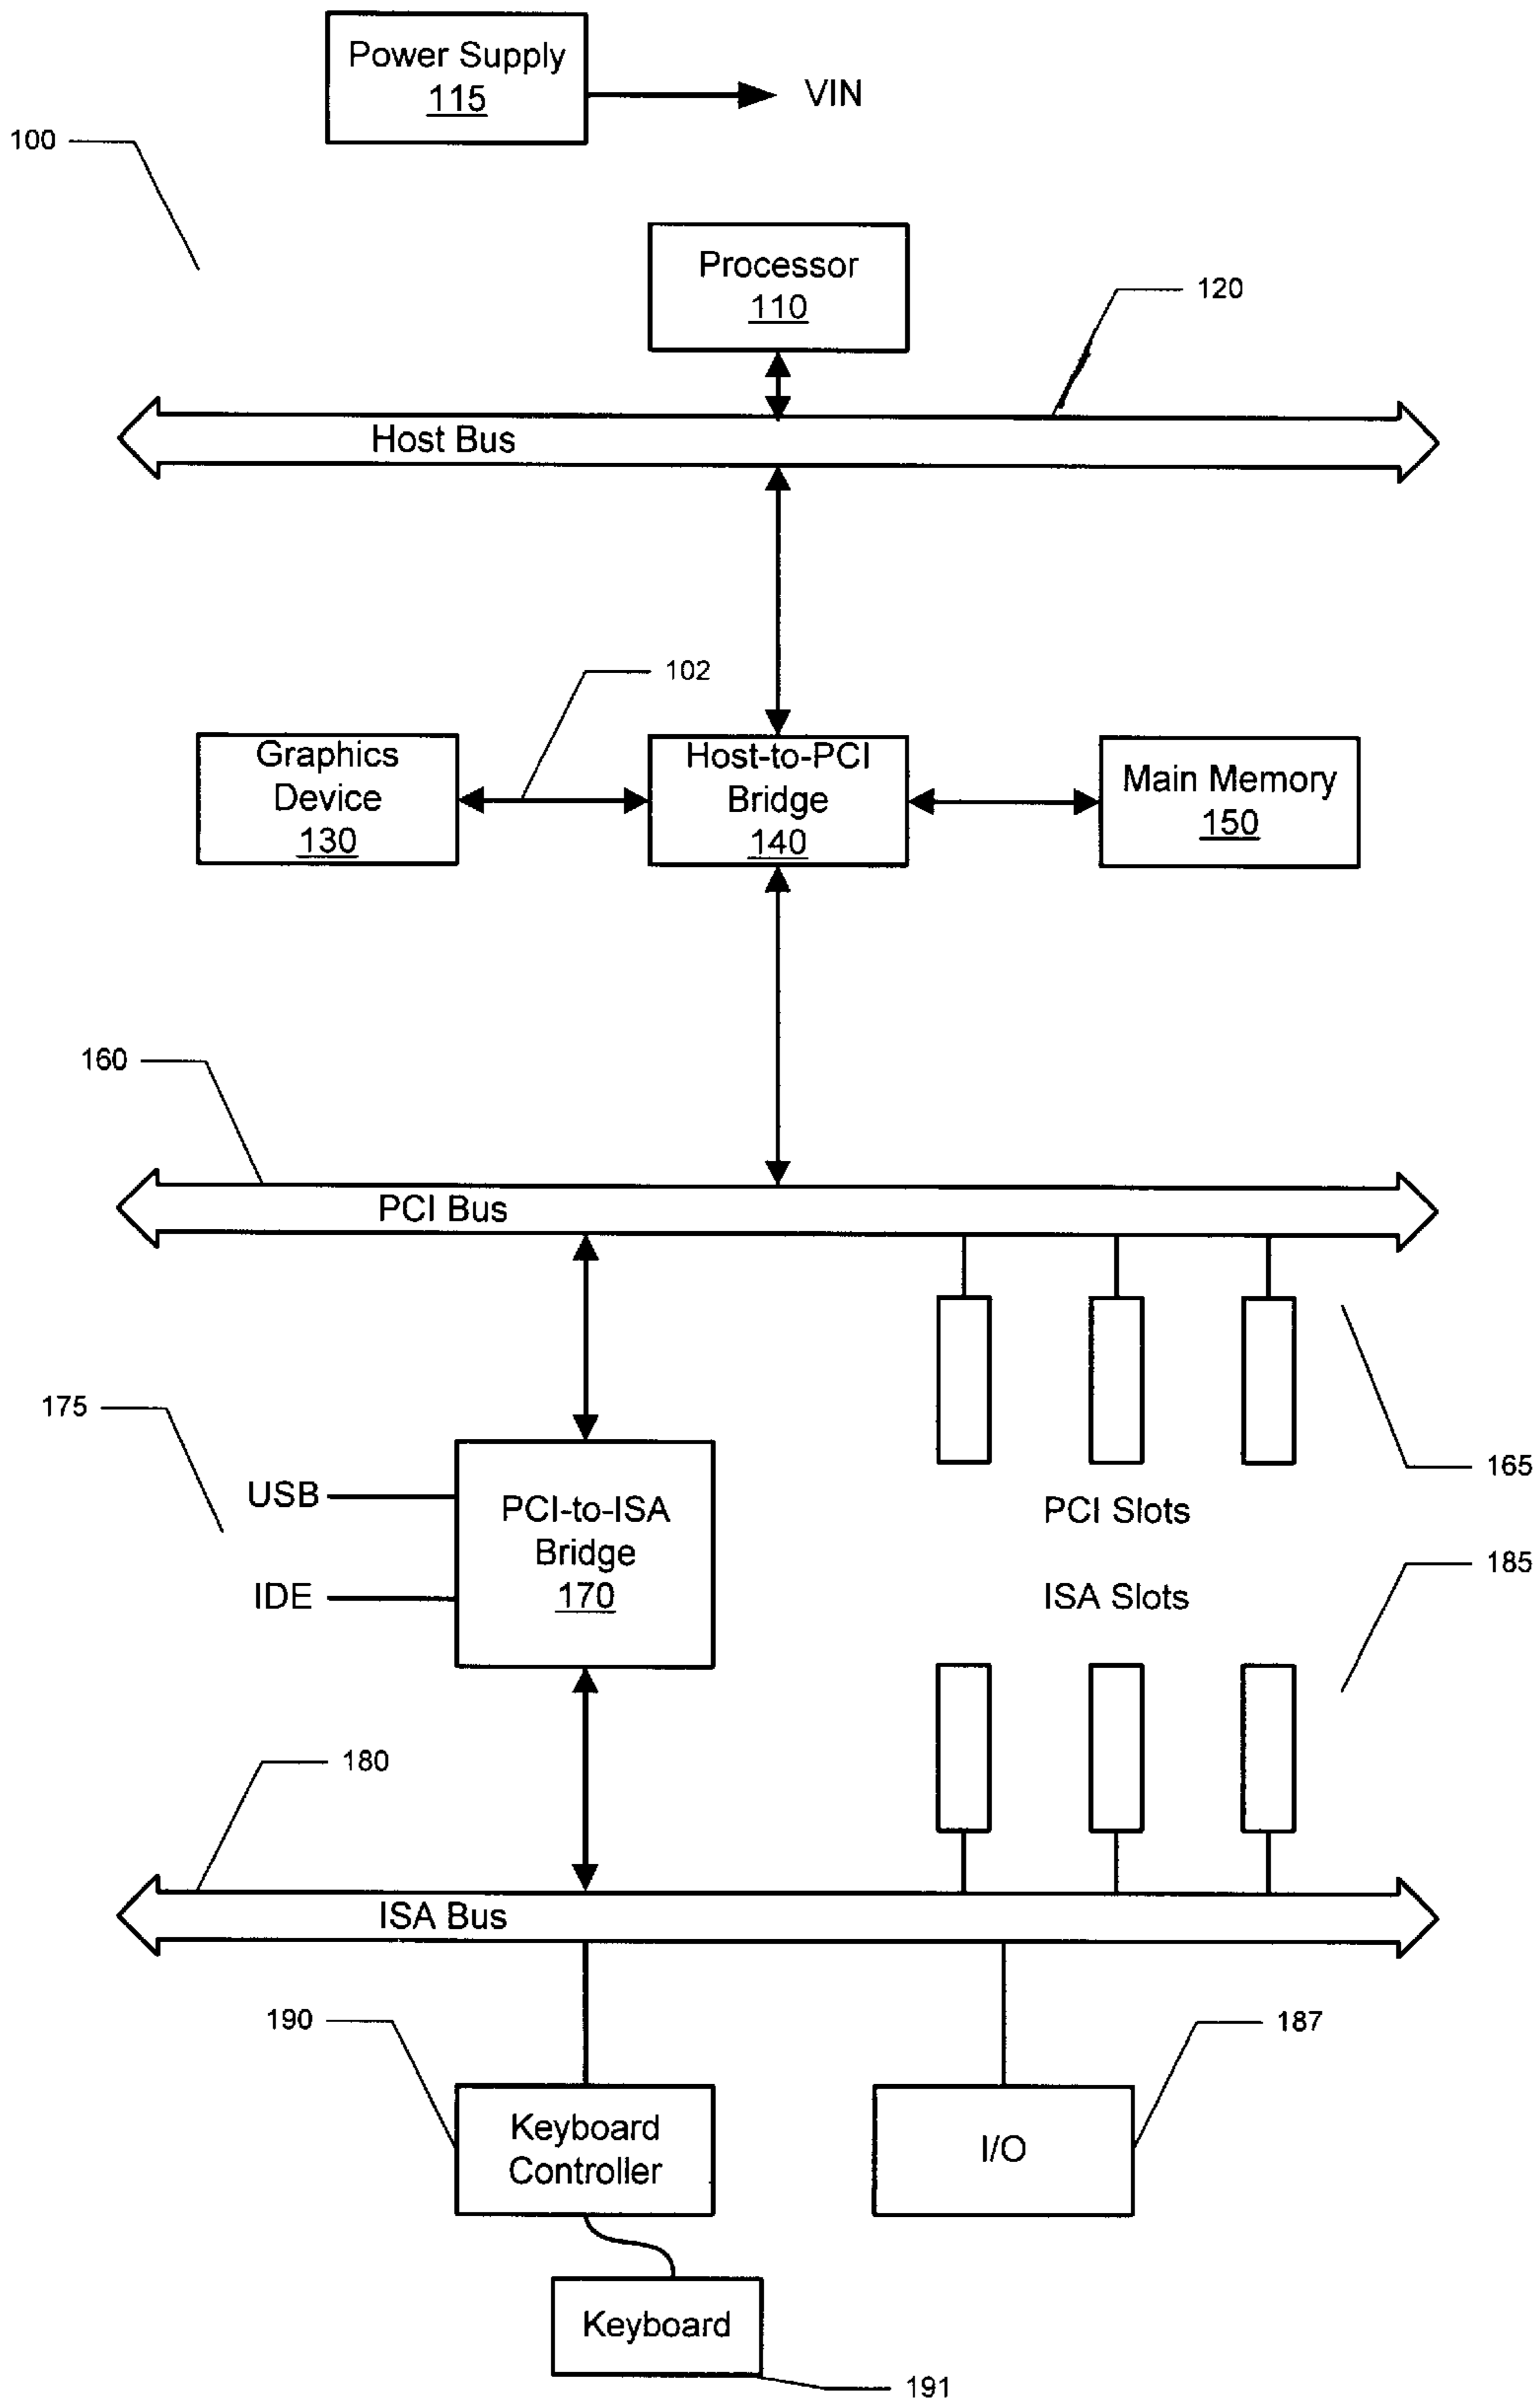 Power Supply
115
VIN
100
Processor
110
120
Host Bus
102
Graphics
Device
130
Host-to-PCI
Bridge
140
Main Memory
150
160
PCI Bus
175
USB
IDE
PCI-to-ISA
Bridge
170
165
PCI Slots
185
ISA Slots
180
ISA Bus
190
187
Keyboard
Controller
I/O
Keyboard
191